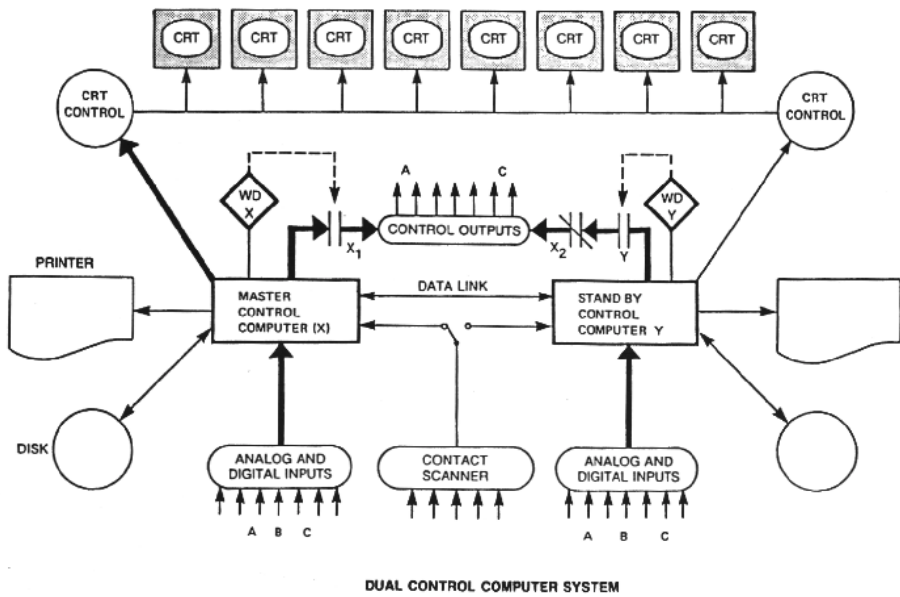 CRT CRT CRT CRT CRT CRT CRT CRT
CRT
CONTROL
CRT
CONTROL
WD
X
A C
WD
Y
CONTROL OUTPUTS
X1
X2
Y
PRINTER
MASTER
CONTROL
COMPUTER (X)
DATA LINK
STAND BY
CONTROL
COMPUTER Y
DISK
ANALOG AND
DIGITAL INPUTS
CONTACT
SCANNER
ANALOG AND
DIGITAL INPUTS
A B C
A B C
DUAL CONTROL COMPUTER SYSTEM